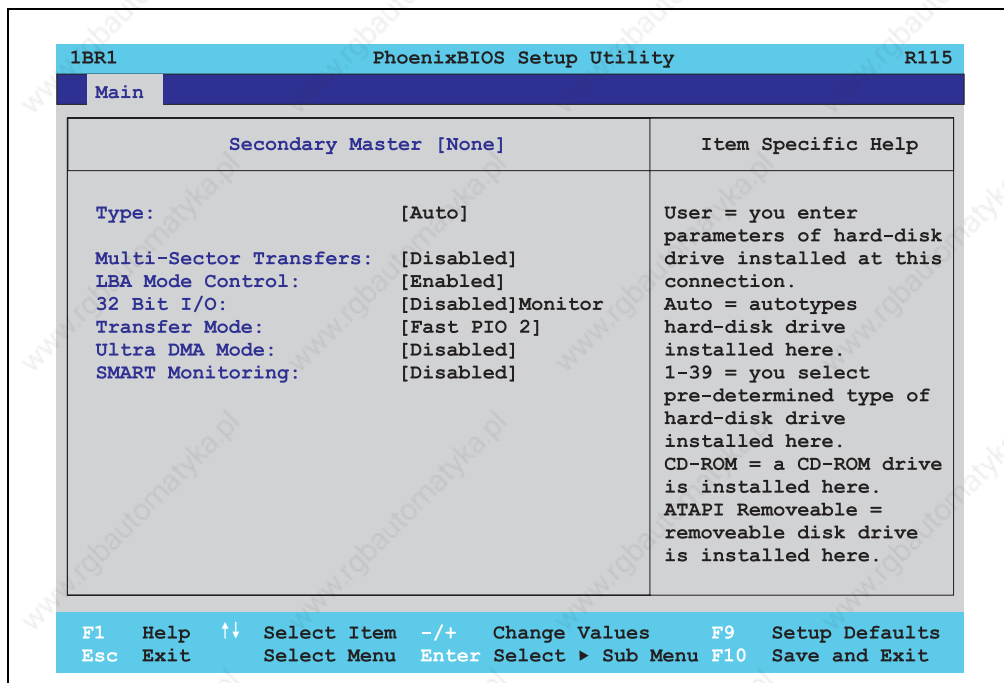 1BR1 PhoenixBIOS Setup Utility R115
Main
Secondary Master [None]
Item Specific Help
Type: [Auto]
Multi-Sector Transfers: [Disabled]
LBA Mode Control: [Enabled]
32 Bit I/O: [Disabled]Monitor
Transfer Mode: [Fast PIO 2]
Ultra DMA Mode: [Disabled]
SMART Monitoring: [Disabled]
User = you enter
parameters of hard-disk
drive installed at this
connection.
Auto = autotypes
hard-disk drive
installed here.
1-39 = you select
pre-determined type of
hard-disk drive
installed here.
CD-ROM = a CD-ROM drive
is installed here.
ATAPI Removeable =
removeable disk drive
is installed here.
F1 Help ↑↓ Select Item -/+ Change Values F9 Setup Defaults
Esc Exit Select Menu Enter Select ▶ Sub Menu F10 Save and Exit
www.rgbautomatyka.pl